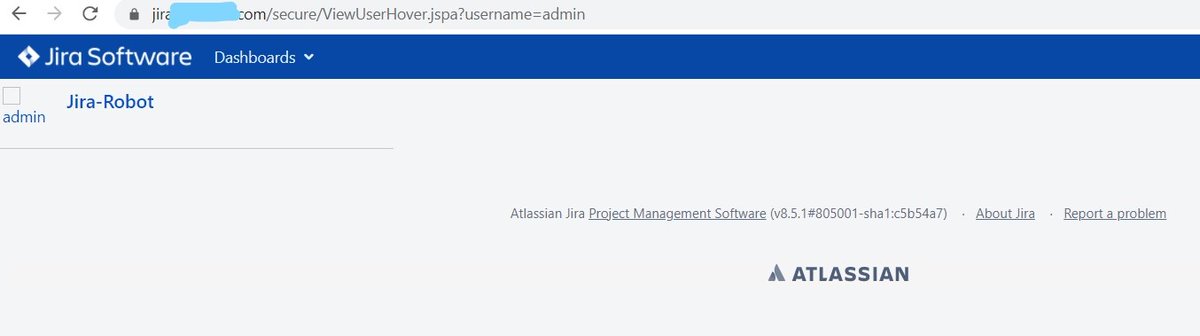 jira .com/secure/ViewUserHover.jspa?username=admin
Jira Software Dashboards
admin Jira-Robot
Atlassian Jira Project Management Software (v8.5.1#805001-sha1:c5b54a7) · About Jira · Report a problem
ATLASSIAN